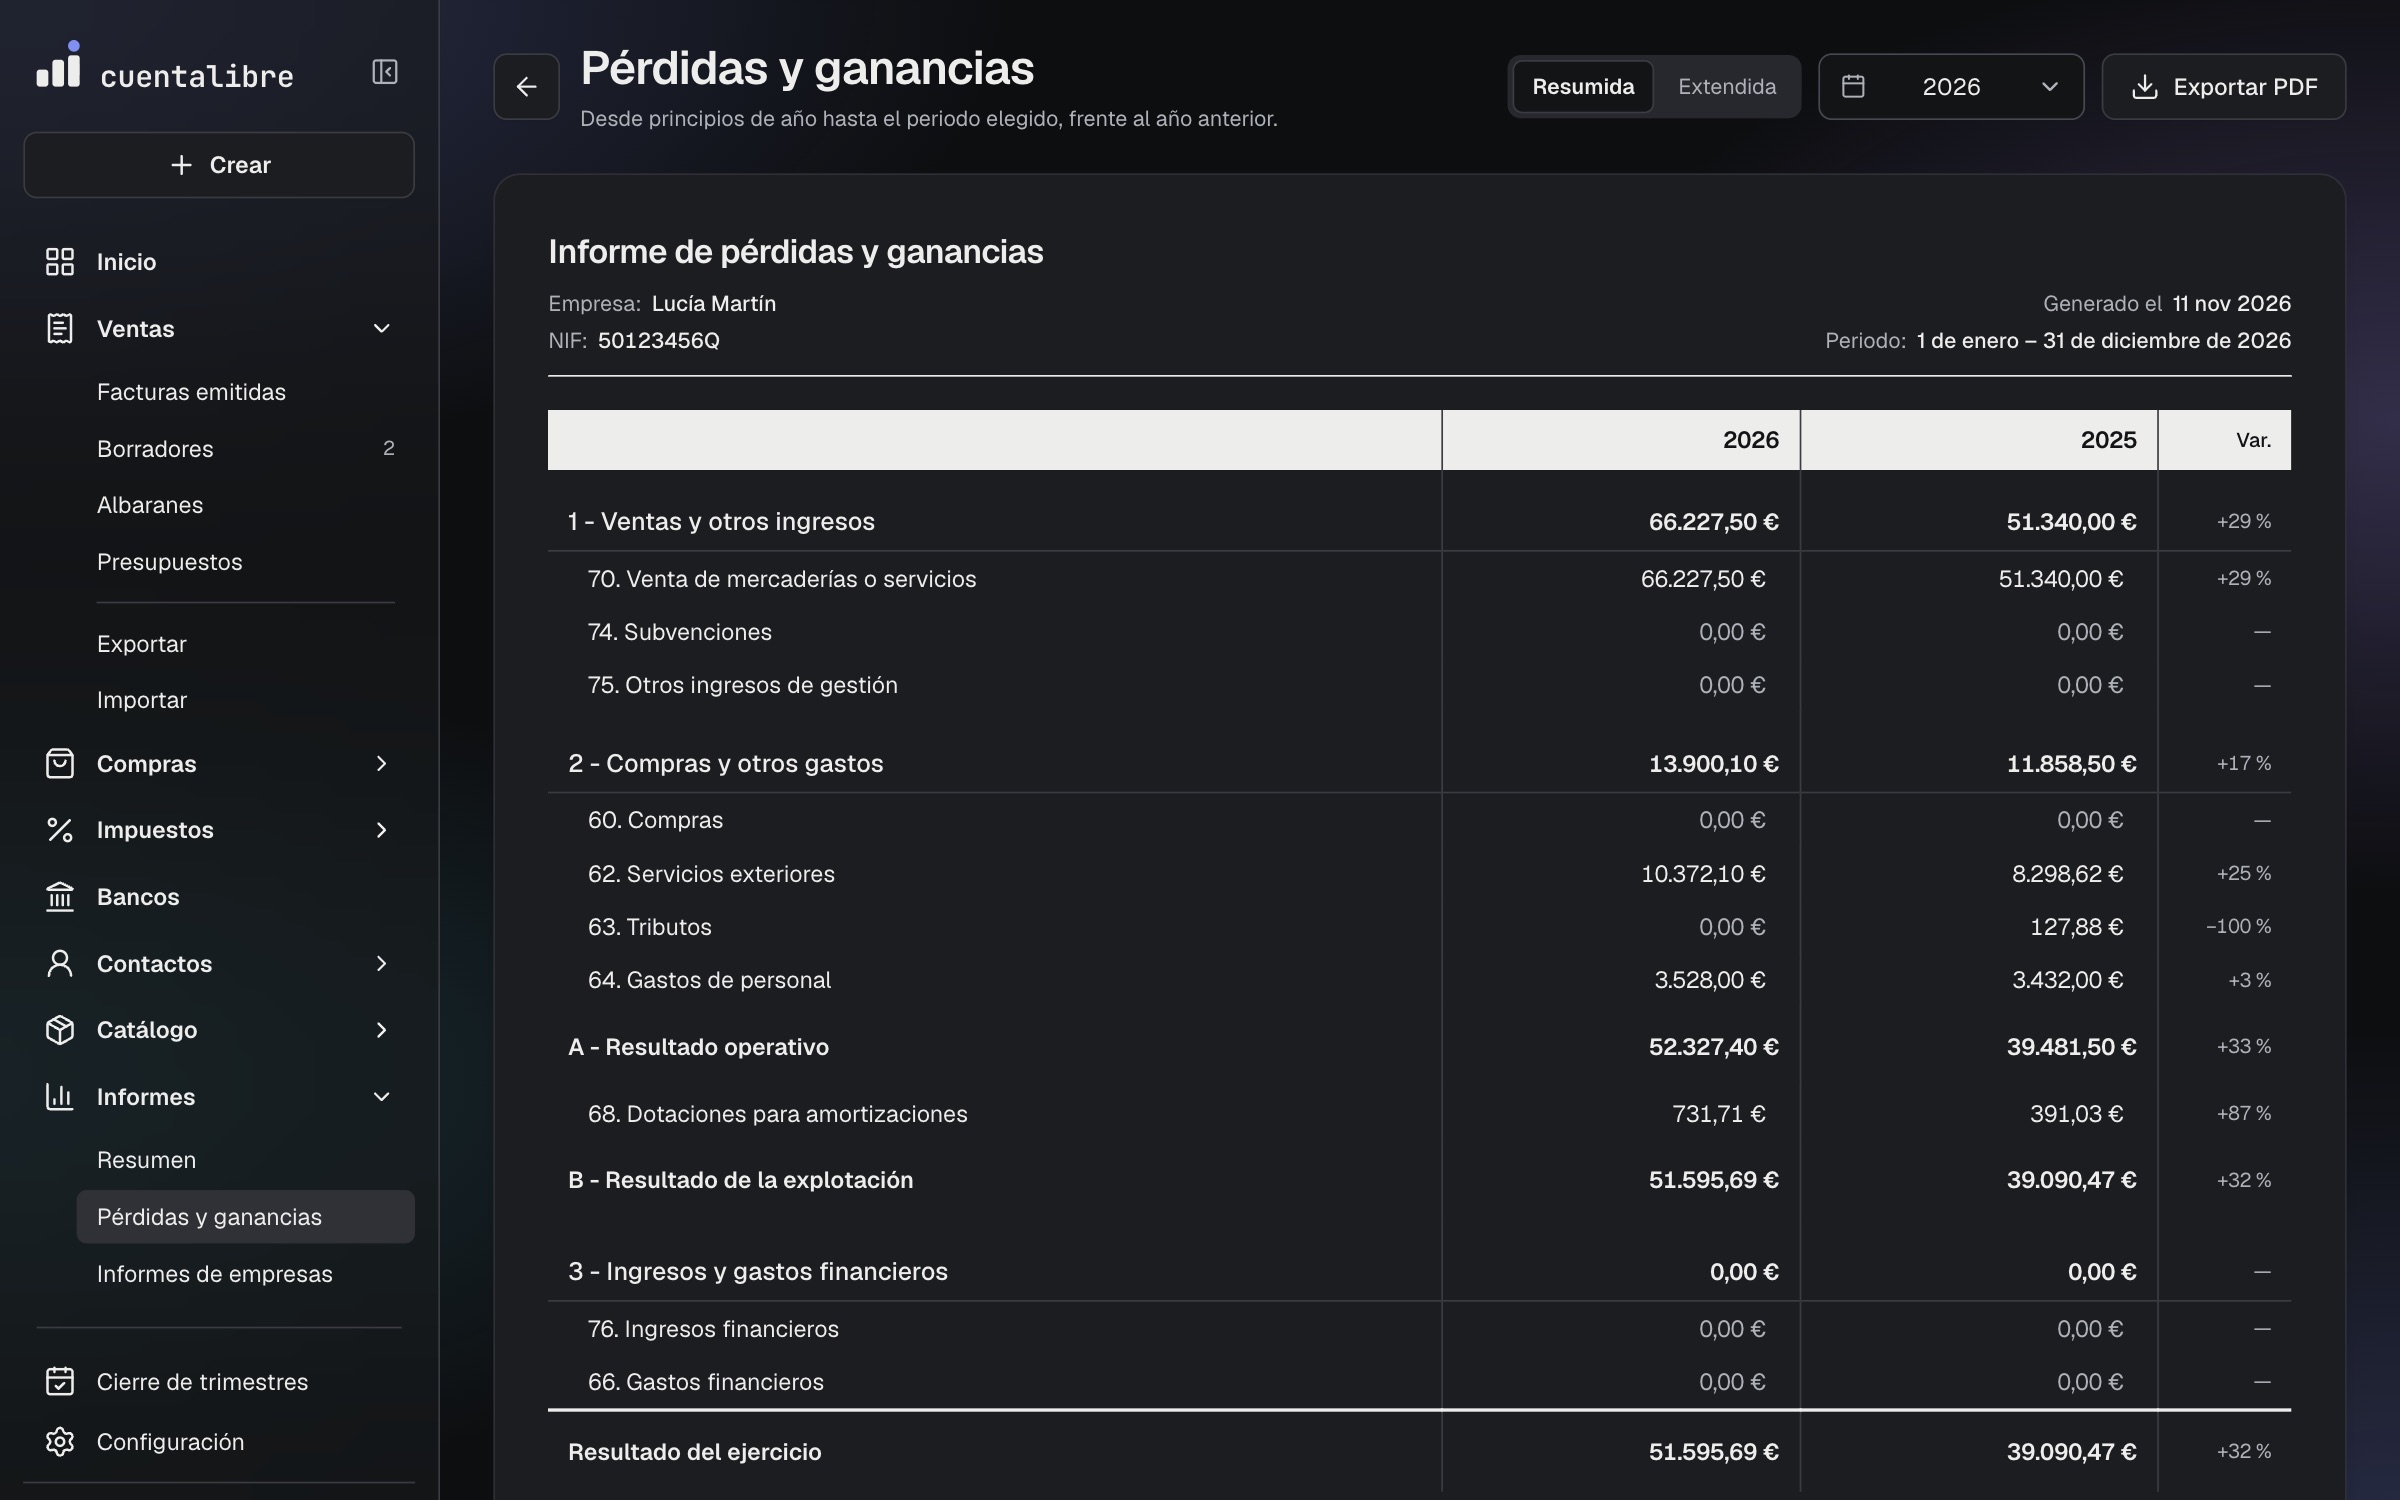 cuentalibre
Crear
Inicio
Ventas
Facturas emitidas
Borradores 2
Albaranes
Presupuestos
Exportar
Importar
Compras
Impuestos
Bancos
Contactos
Catálogo
Informes
Resumen
Pérdidas y ganancias
Informes de empresas
Cierre de trimestres
Configuración
Pérdidas y ganancias
Desde principios de año hasta el periodo elegido, frente al año anterior.
Resumida Extendida 2026 Exportar PDF
Informe de pérdidas y ganancias
Empresa: Lucía Martín Generado el 11 nov 2026
NIF: 50123456Q Periodo: 1 de enero – 31 de diciembre de 2026
2026 2025 Var.
1 - Ventas y otros ingresos 66.227,50 € 51.340,00 € +29 %
70. Venta de mercaderías o servicios 66.227,50 € 51.340,00 € +29 %
74. Subvenciones 0,00 € 0,00 € —
75. Otros ingresos de gestión 0,00 € 0,00 € —
2 - Compras y otros gastos 13.900,10 € 11.858,50 € +17 %
60. Compras 0,00 € 0,00 € —
62. Servicios exteriores 10.372,10 € 8.298,62 € +25 %
63. Tributos 0,00 € 127,88 € −100 %
64. Gastos de personal 3.528,00 € 3.432,00 € +3 %
A - Resultado operativo 52.327,40 € 39.481,50 € +33 %
68. Dotaciones para amortizaciones 731,71 € 391,03 € +87 %
B - Resultado de la explotación 51.595,69 € 39.090,47 € +32 %
3 - Ingresos y gastos financieros 0,00 € 0,00 € —
76. Ingresos financieros 0,00 € 0,00 € —
66. Gastos financieros 0,00 € 0,00 € —
Resultado del ejercicio 51.595,69 € 39.090,47 € +32 %